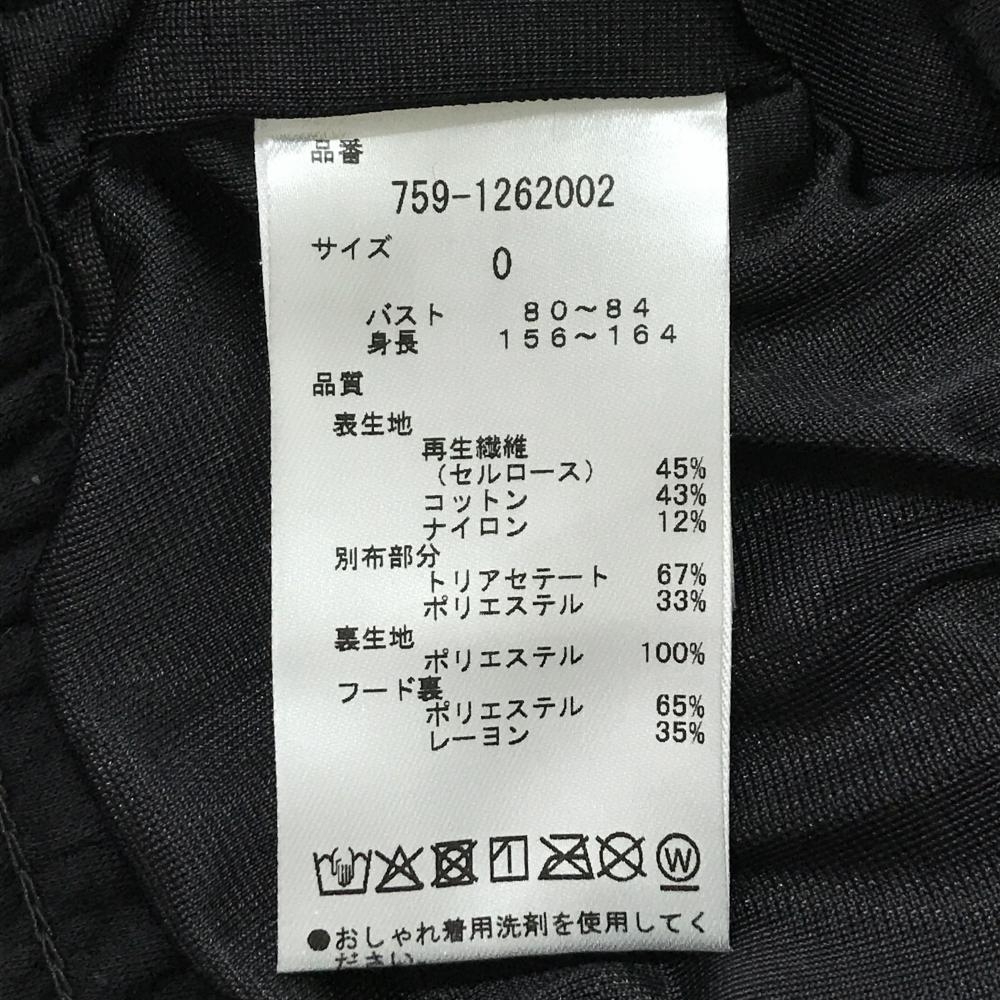 品番
759-1262002
サイズ 0
バスト 80～84
身長 156～164
品質
表生地
再生繊維
（セルロース） 45%
コットン 43%
ナイロン 12%
別布部分
トリアセテート 67%
ポリエステル 33%
裏生地
ポリエステル 100%
フード裏
ポリエステル 65%
レーヨン 35%
W
●おしゃれ着用洗剤を使用してく
ださい